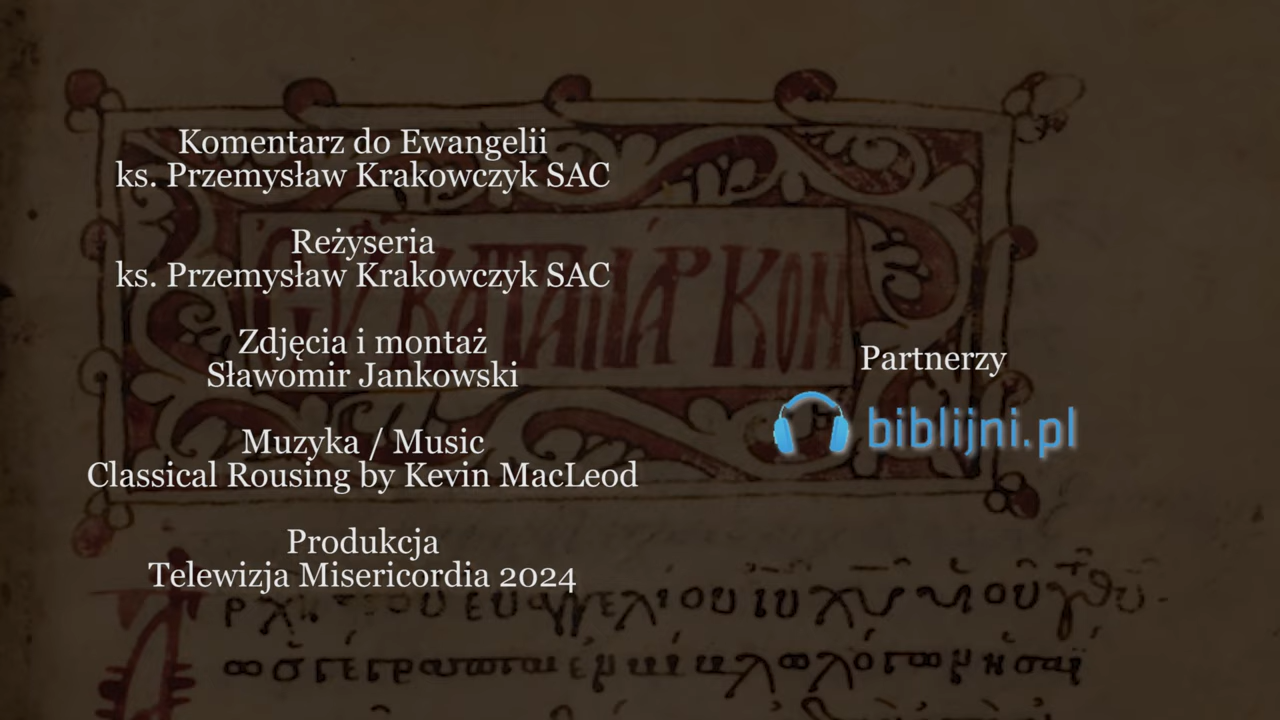 Komentarz do Ewangelii
ks. Przemysław Krakowczyk SAC
Reżyseria
ks. Przemysław Krakowczyk SAC
Zdjęcia i montaż
Sławomir Jankowski
Muzyka / Music
Classical Rousing by Kevin MacLeod
Produkcja
Telewizja Misericordia 2024
Partnerzy
biblijni.pl